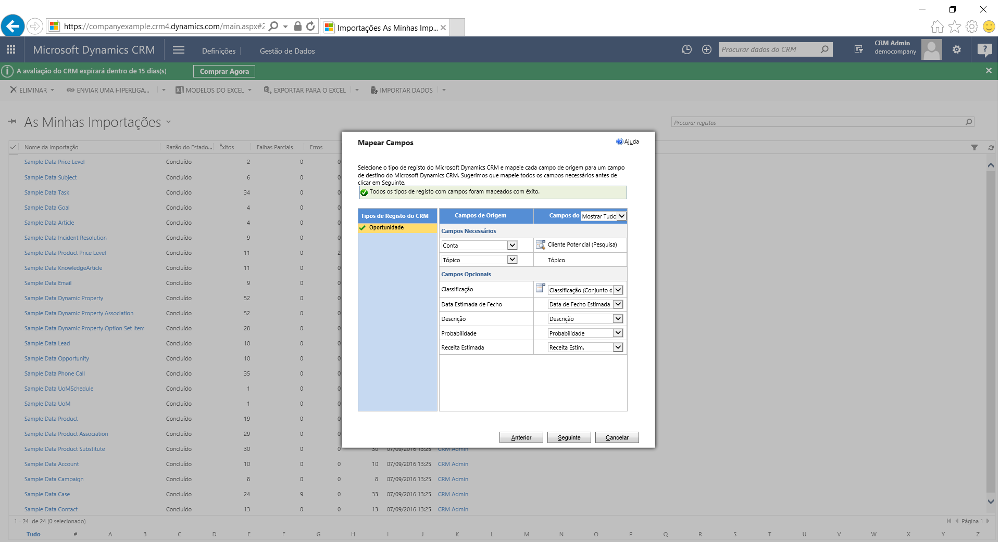 https://companyexample.crm4.dynamics.com/main.aspx#2
Importações As Minhas Imp...
Microsoft Dynamics CRM
Definições
Gestão de Dados
Procurar dados do CRM
CRM Admin
democompany
?
A avaliação do CRM expirará dentro de 15 dias(s)
Comprar Agora
ELIMINAR
ENVIAR UMA HIPERLIGA...
MODELOS DO EXCEL
EXPORTAR PARA O EXCEL
IMPORTAR DADOS
As Minhas Importações
Procurar registos
Nome da Importação Razão do Estado... Êxitos Falhas Parciais Erros
Sample Data Price Level Concluído 2 0 0
Sample Data Subject Concluído 6 0 0
Sample Data Task Concluído 34 0 0
Sample Data Goal Concluído 4 0 0
Sample Data Article Concluído 4 0 0
Sample Data Incident Resolution Concluído 9 0 0
Sample Data Product Price Level Concluído 11 0 2
Sample Data KnowledgeArticle Concluído 11 0 0
Sample Data Email Concluído 9 0 0
Sample Data Dynamic Property Concluído 52 0 0
Sample Data Dynamic Property Association Concluído 52 0 0
Sample Data Dynamic Property Option Set Item Concluído 28 0 0
Sample Data Lead Concluído 10 0 0
Sample Data Opportunity Concluído 10 0 0
Sample Data Phone Call Concluído 35 0 0
Sample Data UoMSchedule Concluído 1 0 0
Sample Data UoM Concluído 1 0 0
Sample Data Product Concluído 19 0 0
Sample Data Product Association Concluído 29 0 0
Sample Data Product Substitute Concluído 30 0 0 30 07/09/2016 13:25 CRM Admin
Sample Data Account Concluído 10 0 0 10 07/09/2016 13:25 CRM Admin
Sample Data Campaign Concluído 8 0 0 8 07/09/2016 13:25 CRM Admin
Sample Data Case Concluído 24 9 0 33 07/09/2016 13:25 CRM Admin
Sample Data Contact Concluído 13 0 0 13 07/09/2016 13:25 CRM Admin
1 - 24 de 24 (0 selecionado)
Página 1
Tudo # A B C D E F G H I J K L M N O P Q R S T U V W X Y Z
Mapear Campos
Ajuda
Selecione o tipo de registo do Microsoft Dynamics CRM e mapeie cada campo de origem para um campo
de destino do Microsoft Dynamics CRM. Sugerimos que mapeie todos os campos necessários antes de
clicar em Seguinte.
Todos os tipos de registo com campos foram mapeados com êxito.
Tipos de Registo do CRM
Oportunidade
Campos de Origem Campos do Mostrar Tudo
Campos Necessários
Conta Cliente Potencial (Pesquisa)
Tópico Tópico
Campos Opcionais
Classificação Classificação (Conjunto d
Data Estimada de Fecho Data de Fecho Estimada
Descrição Descrição
Probabilidade Probabilidade
Receita Estimada Receita Estim.
Anterior
Seguinte
Cancelar